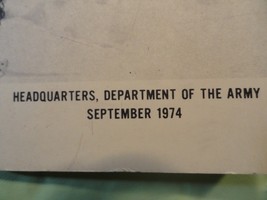 HEADQUARTERS, DEPARTMENT OF THE ARMY
SEPTEMBER 1974